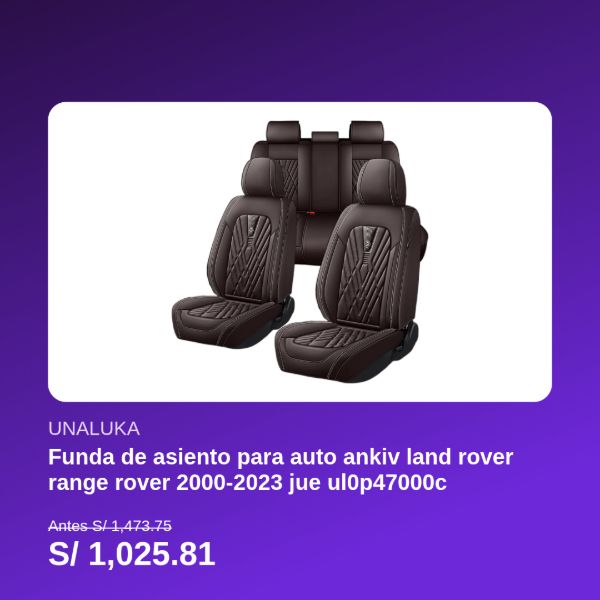 UNALUKA
Funda de asiento para auto ankiv land rover
range rover 2000-2023 jue ul0p47000c
Antes S/ 1,473.75
S/ 1,025.81